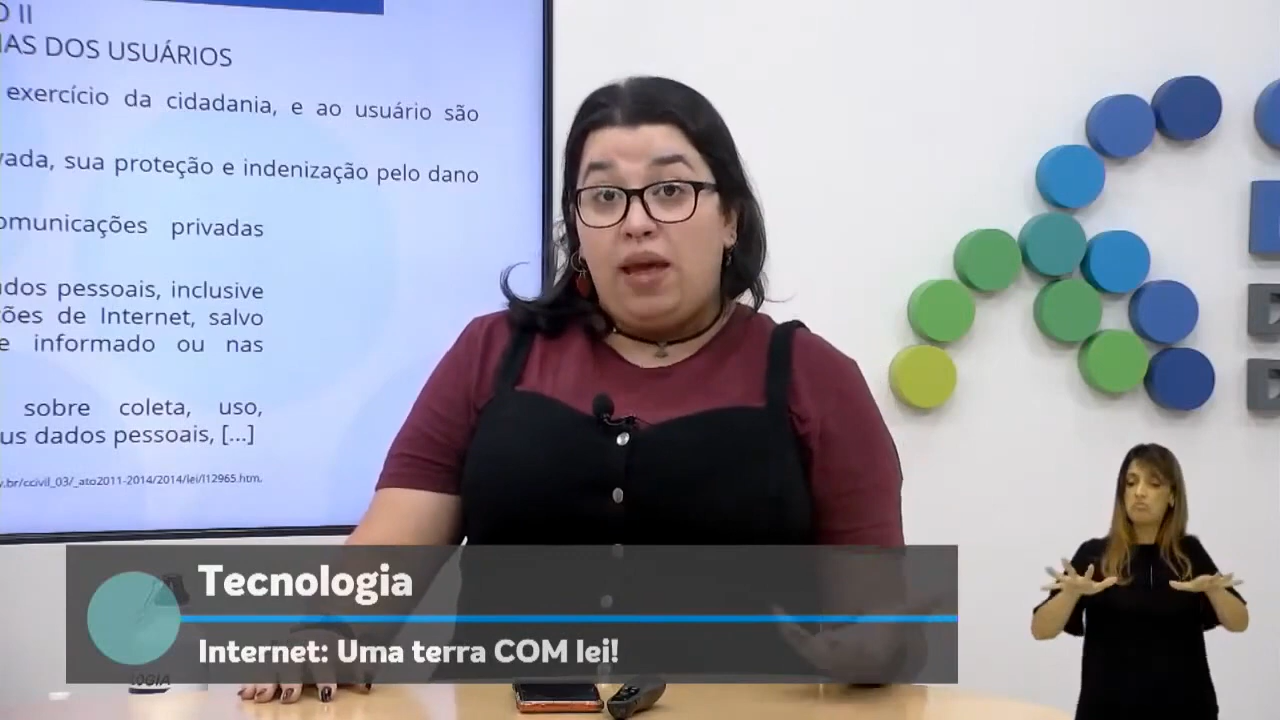 O II
IAS DOS USUÁRIOS
exercício da cidadania, e ao usuário são
vada, sua proteção e indenização pelo dano
omunicações privadas
dos pessoais, inclusive
ões de Internet, salvo
e informado ou nas
sobre coleta, uso,
us dados pessoais, [...]
v.br/ccivil_03/_ato2011-2014/2014/lei/l12965.htm.
Tecnologia
Internet: Uma terra COM lei!
LOGIA